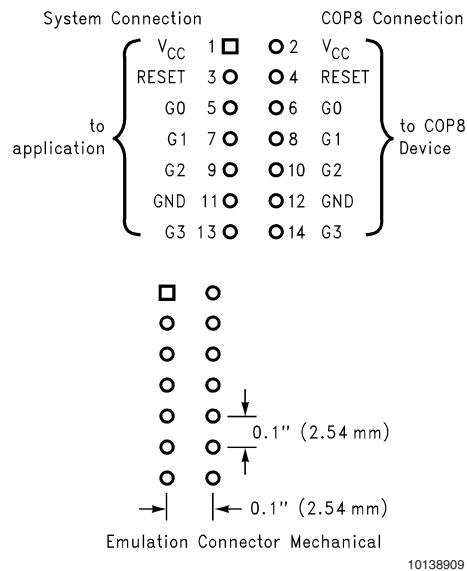 System Connection COP8 Connection
VCC 1 2 VCC
RESET 3 4 RESET
G0 5 6 G0
to application
G1 7 8 G1
to COP8 Device
G2 9 10 G2
GND 11 12 GND
G3 13 14 G3
0.1" (2.54 mm)
0.1" (2.54 mm)
Emulation Connector Mechanical
10138909